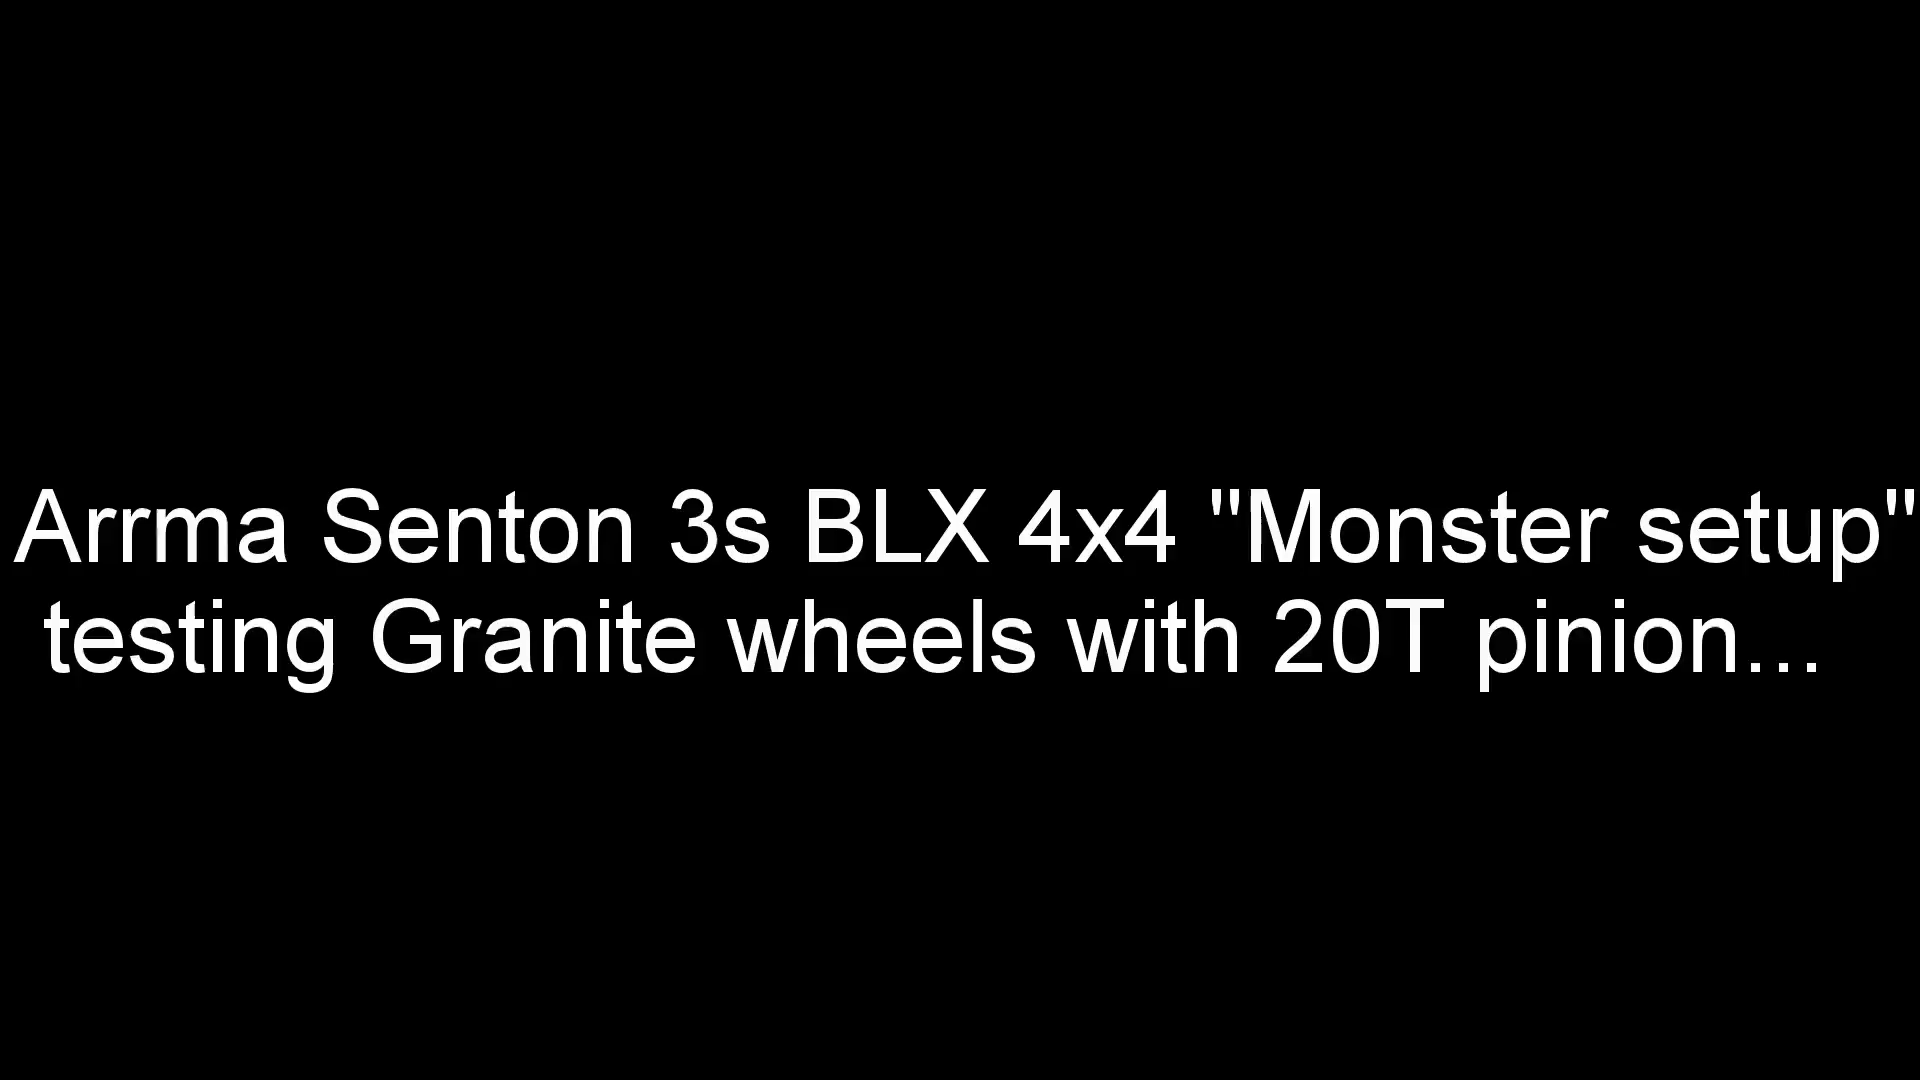 Arrma Senton 3s BLX 4x4 "Monster setup"
testing Granite wheels with 20T pinion...